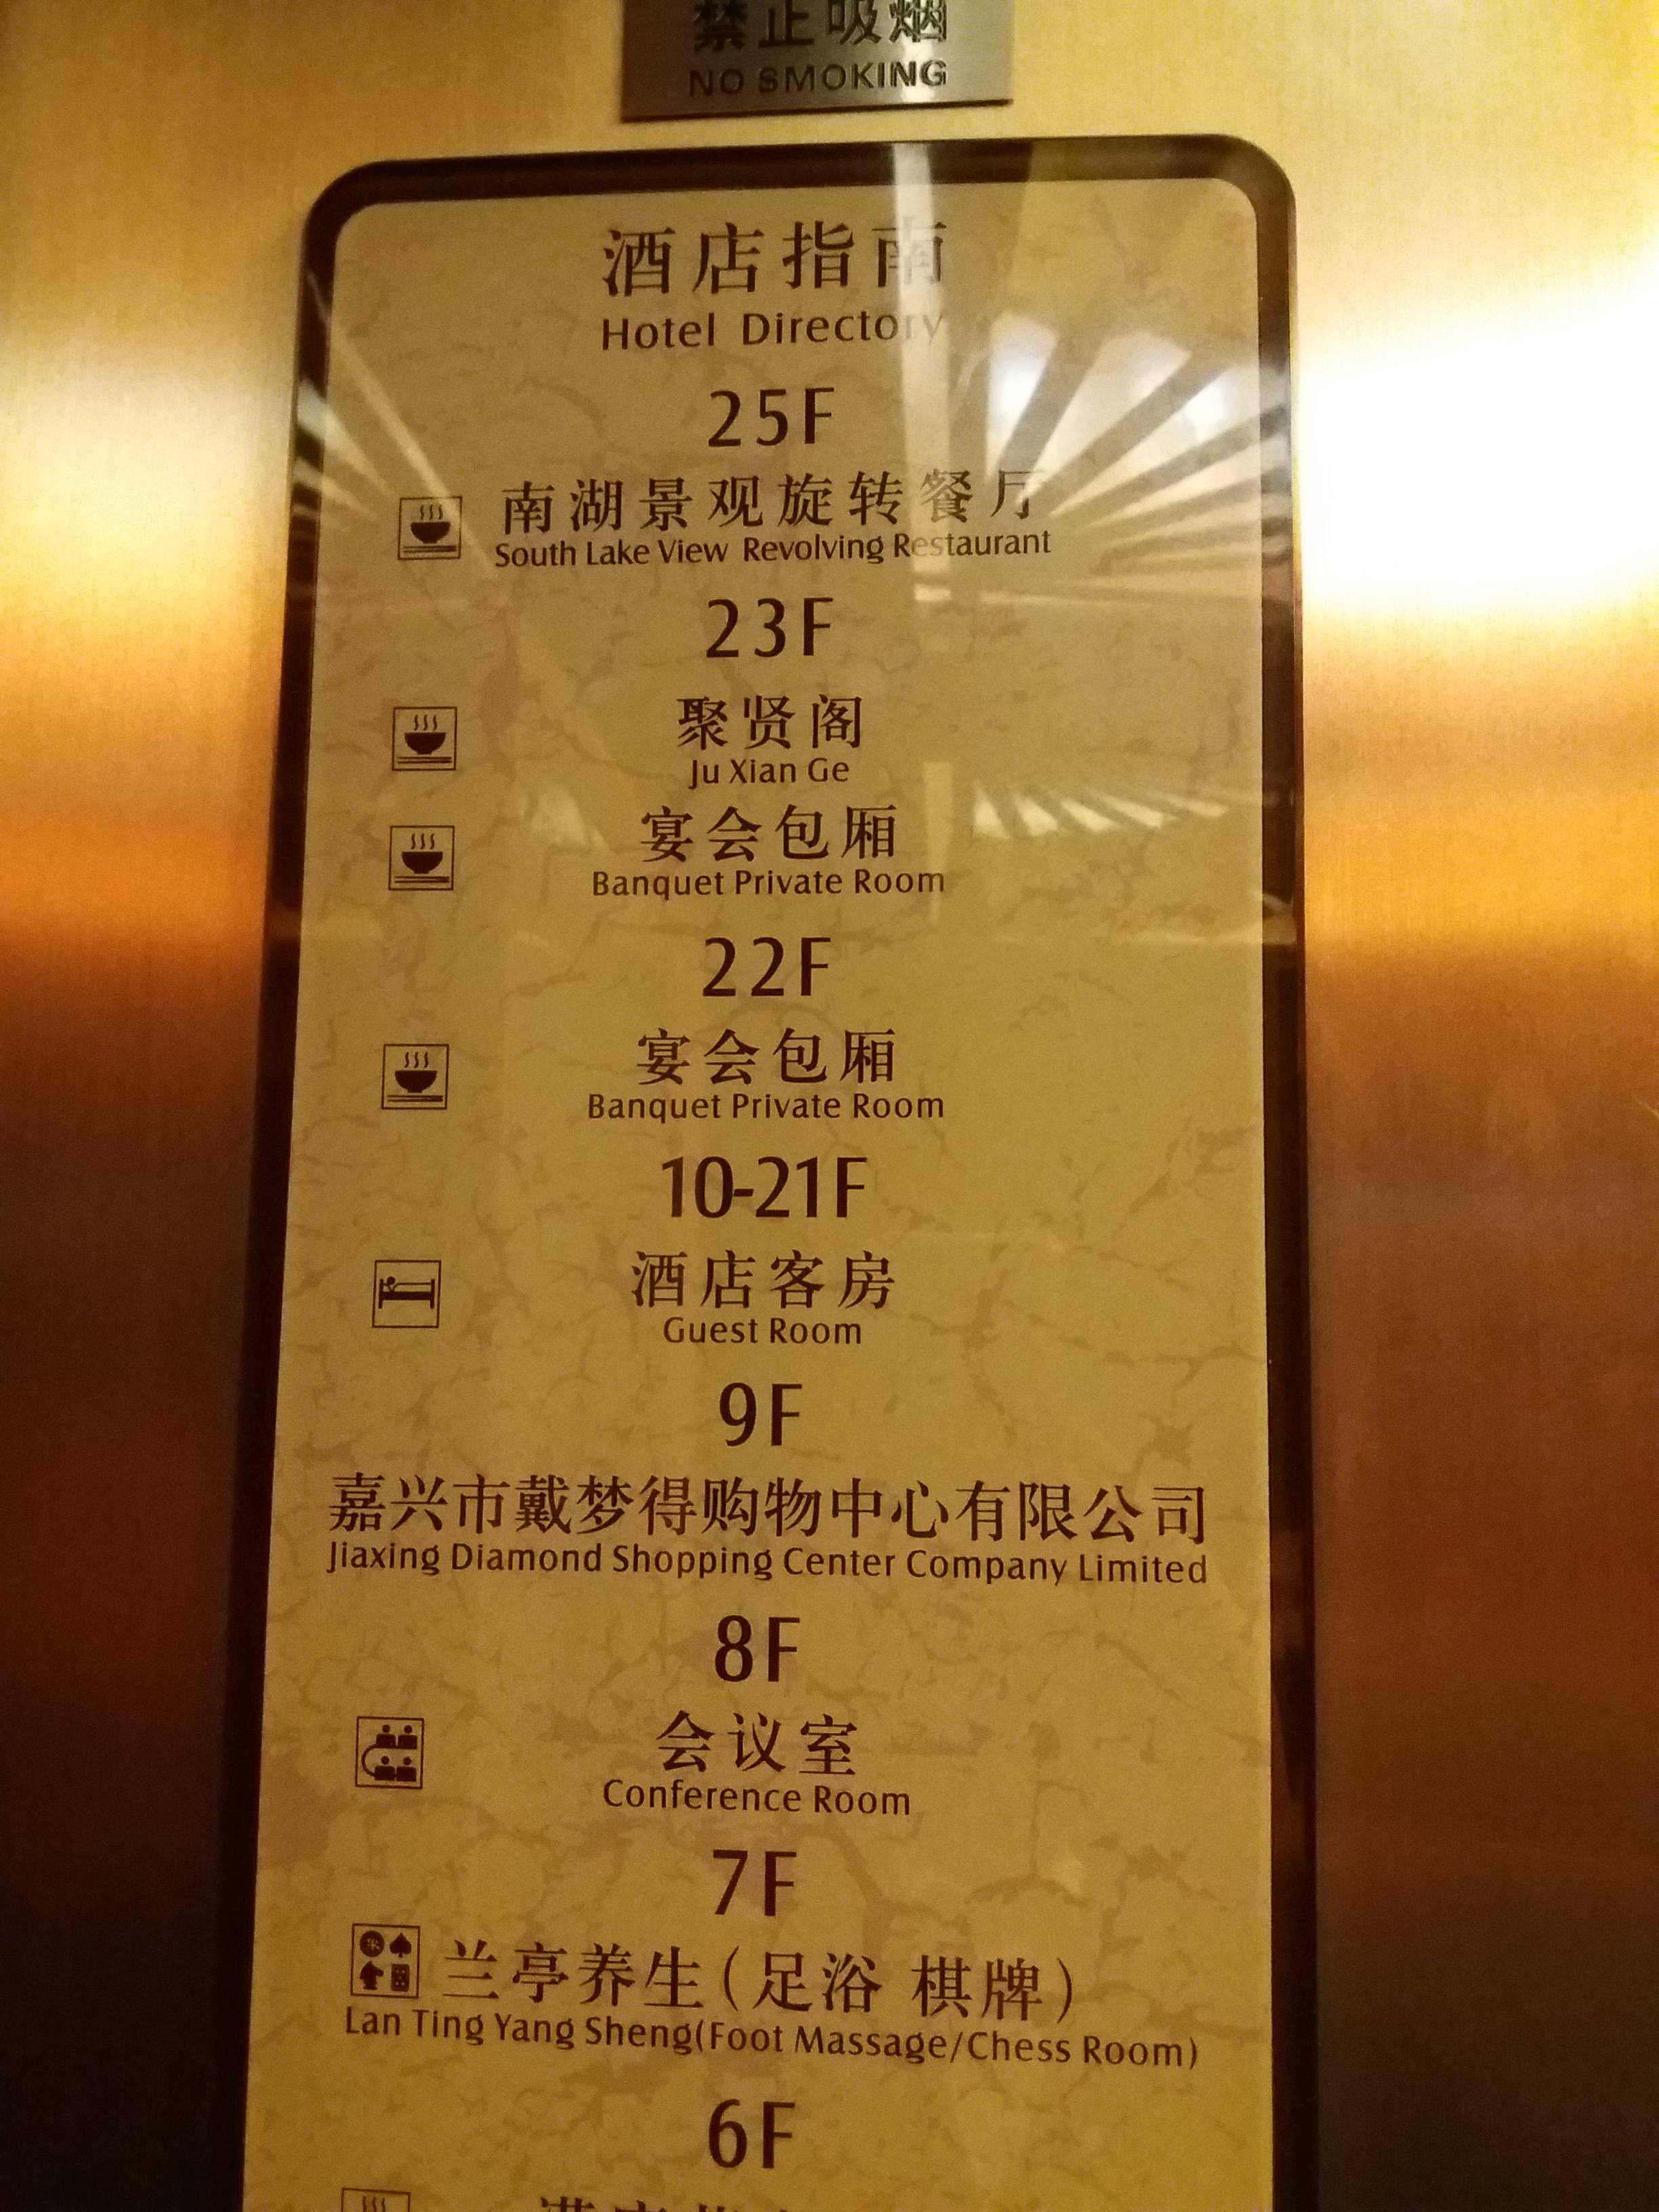 禁止吸烟
NO SMOKING
酒店指南
Hotel Directory
25F
南湖景观旋转餐厅
South Lake View Revolving Restaurant
23F
聚贤阁
Ju Xian Ge
宴会包厢
Banquet Private Room
22F
宴会包厢
Banquet Private Room
10-21F
酒店客房
Guest Room
9F
嘉兴市戴梦得购物中心有限公司
Jiaxing Diamond Shopping Center Company Limited
8F
会议室
Conference Room
7F
兰亭养生(足浴 棋牌)
Lan Ting Yang Sheng(Foot Massage/Chess Room)
6F